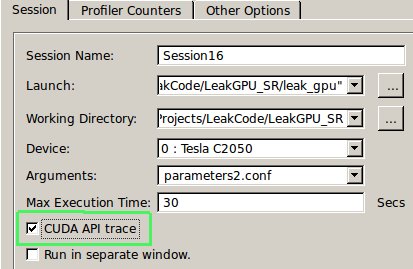 Session Profiler Counters Other Options
Session Name: Session16
Launch: akCode/LeakGPU_SR/leak_gpu" ...
Working Directory: Projects/LeakCode/LeakGPU_SR ...
Device: 0 : Tesla C2050
Arguments: parameters2.conf
Max Execution Time: 30 Secs
CUDA API trace
Run in separate window.